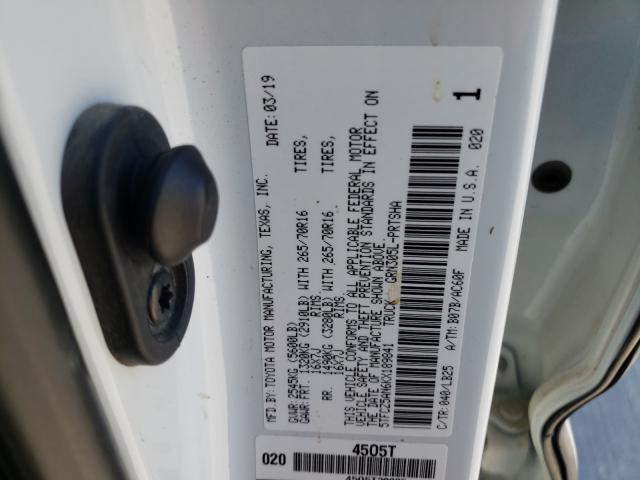 MFD.BY: TOYOTA MOTOR MANUFACTURING, TEXAS, INC. DATE: 03/19
GVWR: 2545KG (5600LB)
GAWR: FRT. 1320KG (2910LB) WITH 265/70R16 TIRES,
16X7J RIMS.
RR. 1490KG (3280LB) WITH 265/70R16 TIRES,
16X7J RIMS.
THIS VEHICLE CONFORMS TO ALL APPLICABLE FEDERAL MOTOR
VEHICLE SAFETY AND THEFT PREVENTION STANDARDS IN EFFECT ON
THE DATE OF MANUFACTURE SHOWN ABOVE.
TRUCK GRN305L-PRTSHA
C/TR: 040/LB25 A/TM: B07B/AC60F MADE IN U.S.A. 020
1
020
4505T